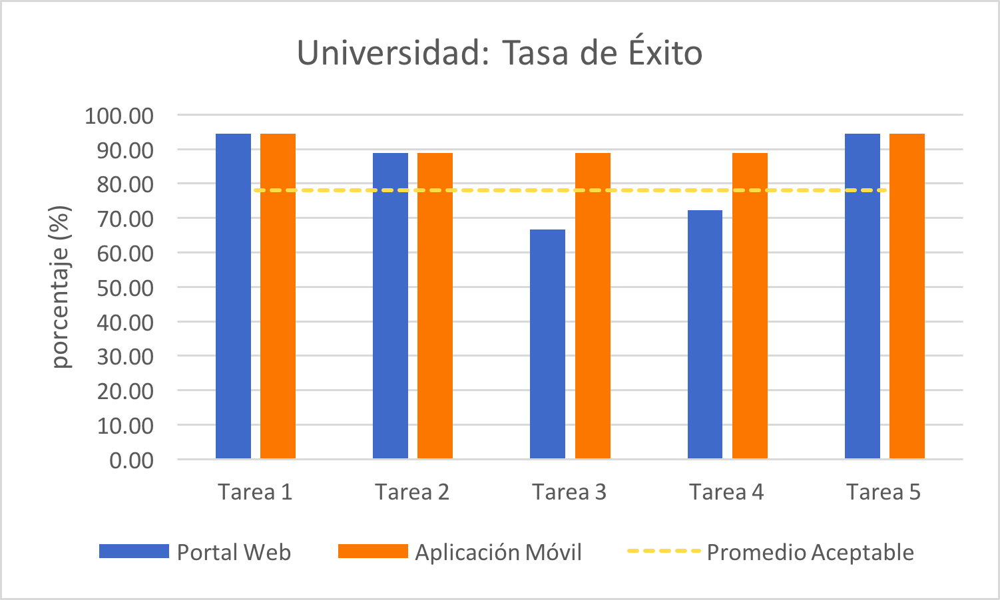 Universidad: Tasa de Éxito
porcentaje (%)
100.00
90.00
80.00
70.00
60.00
50.00
40.00
30.00
20.00
10.00
0.00
Tarea 1 Tarea 2 Tarea 3 Tarea 4 Tarea 5
Portal Web Aplicación Móvil Promedio Aceptable